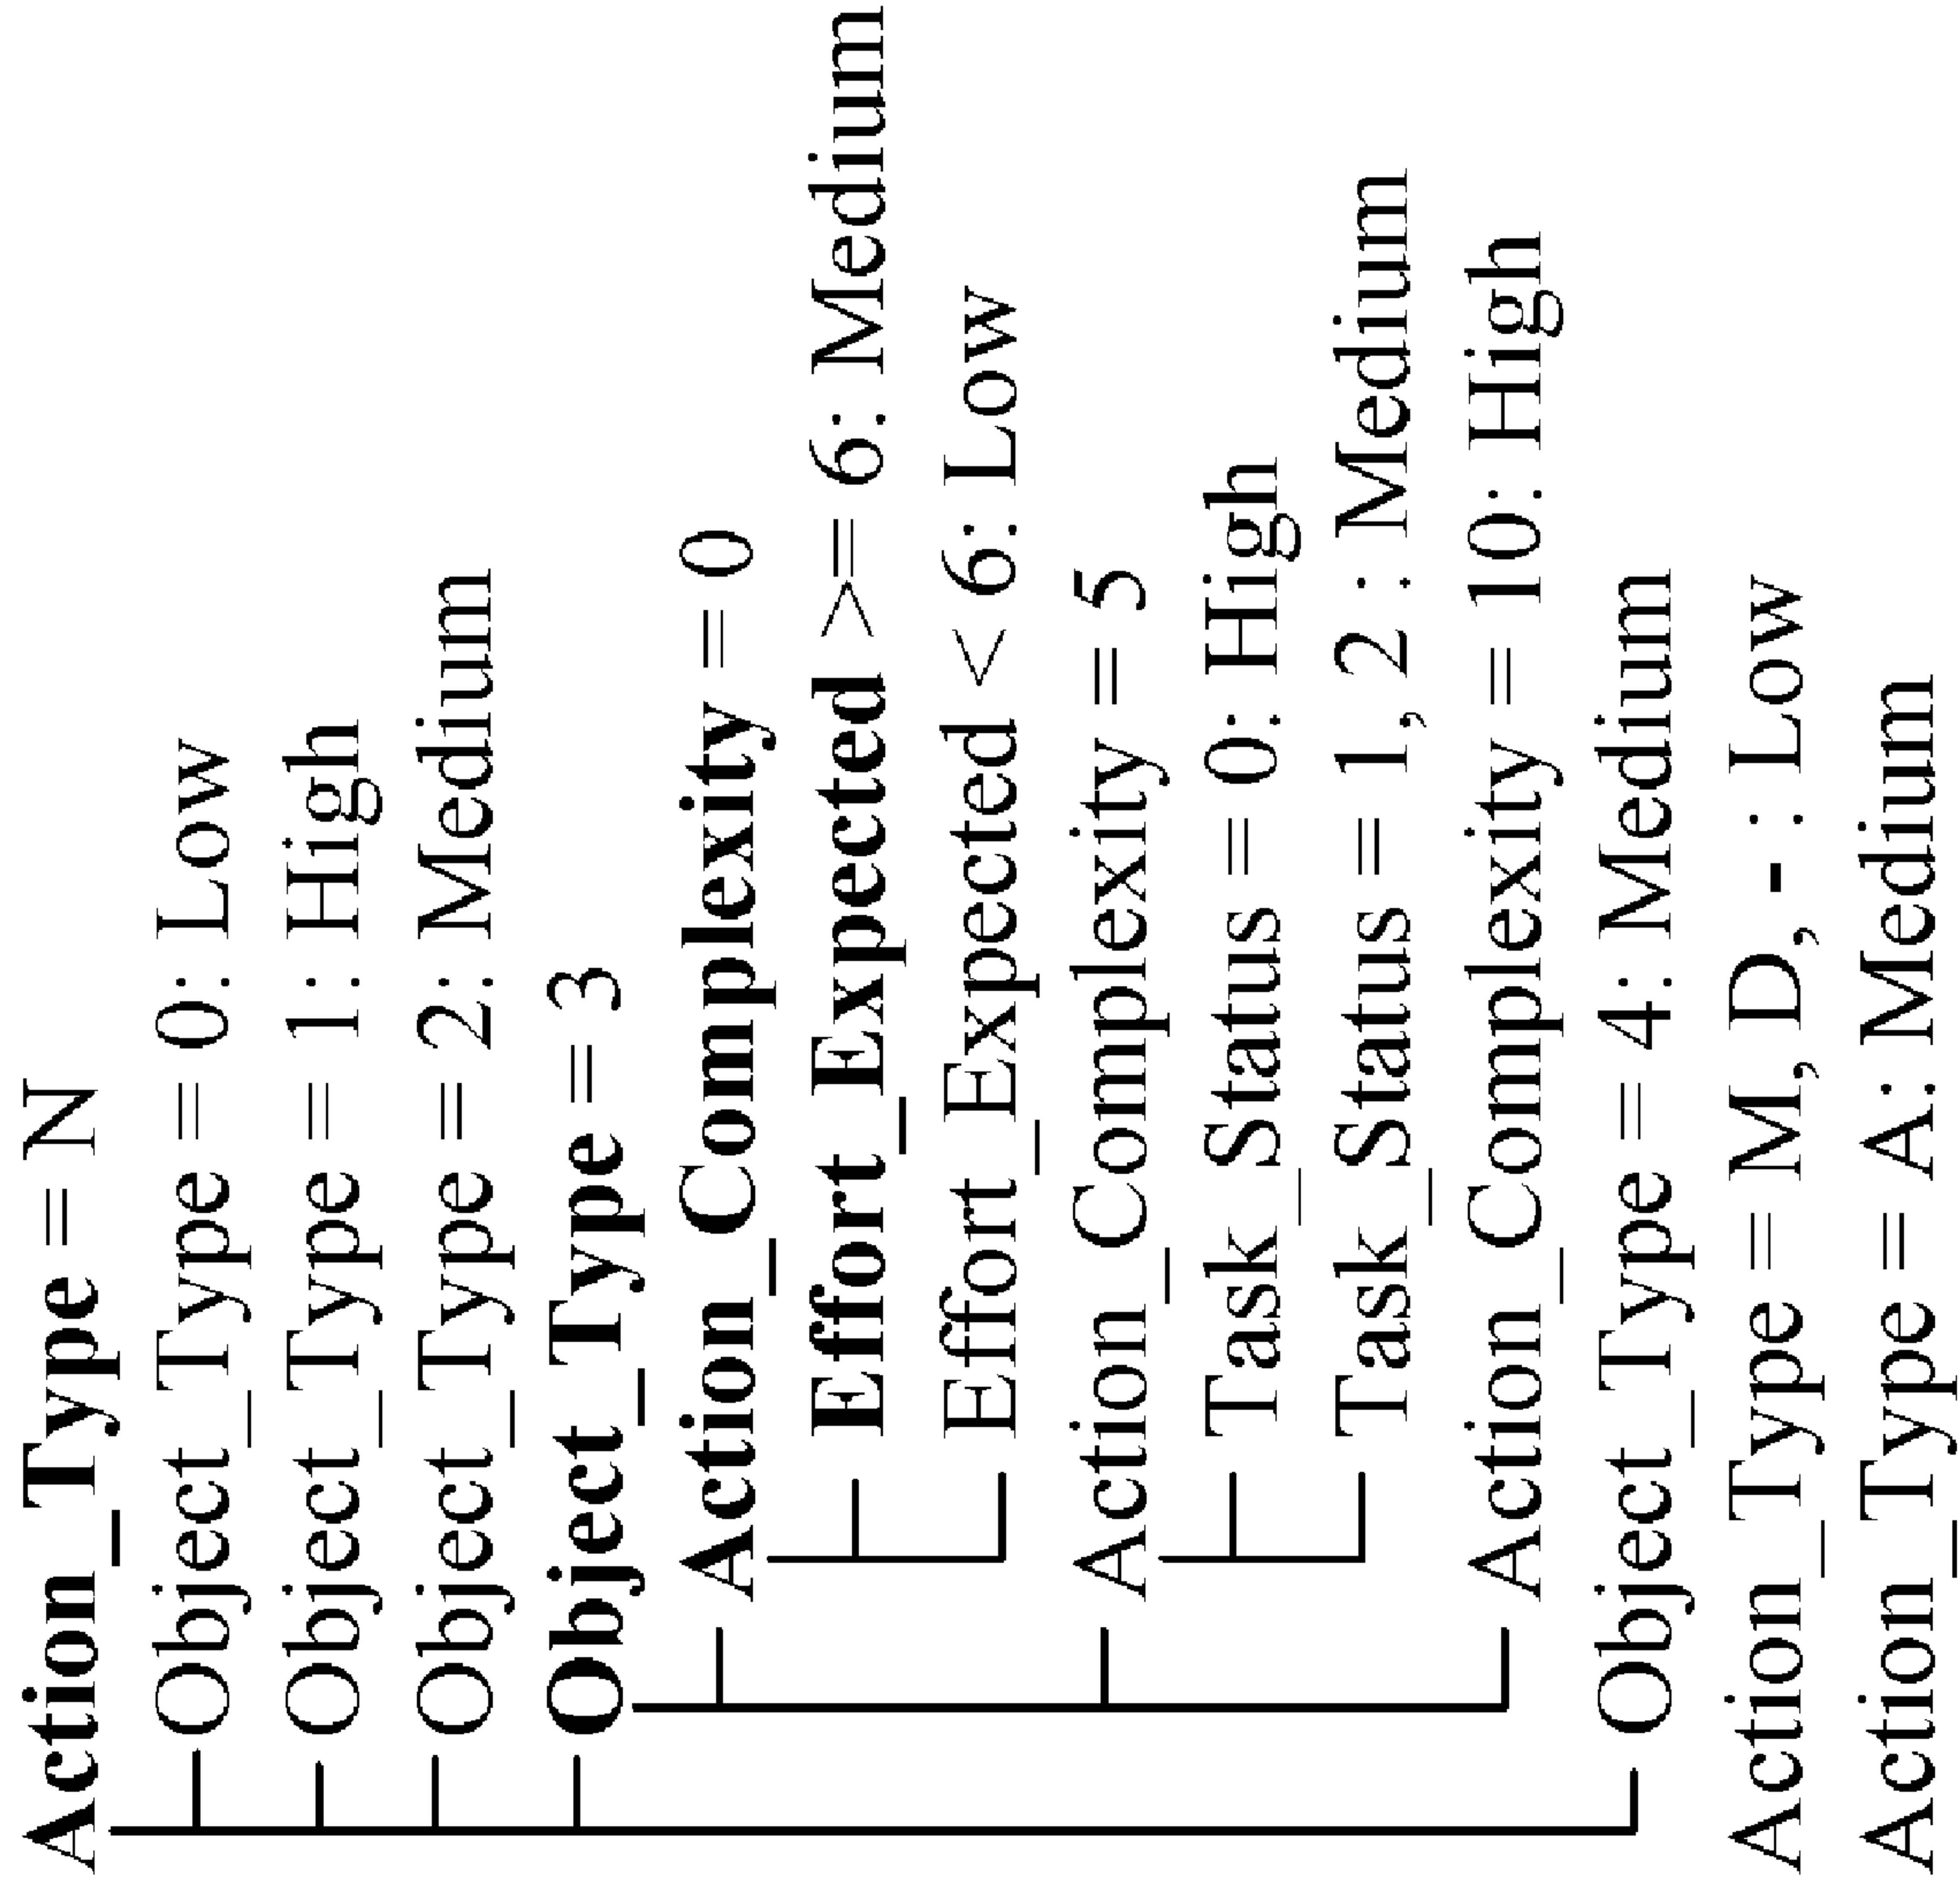 Action_Type = N
Object_Type = 0: Low
Object_Type = 1: High
Object_Type = 2: Medium
Object_Type = 3
Action_Complexity = 0
Effort_Expected >= 6: Medium
Effort_Expected < 6: Low
Action_Complexity = 5
Task_Status = 0: High
Task_Status = 1, 2 : Medium
Action_Complexity = 10: High
Object_Type = 4: Medium
Action_Type = M, D, - : Low
Action_Type = A: Medium